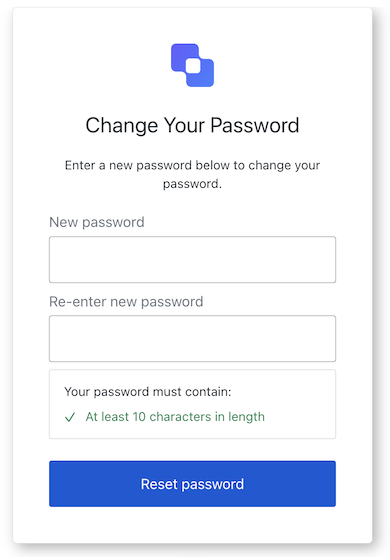 Change Your Password
Enter a new password below to change your
password.
New password
Re-enter new password
Your password must contain:
At least 10 characters in length
Reset password